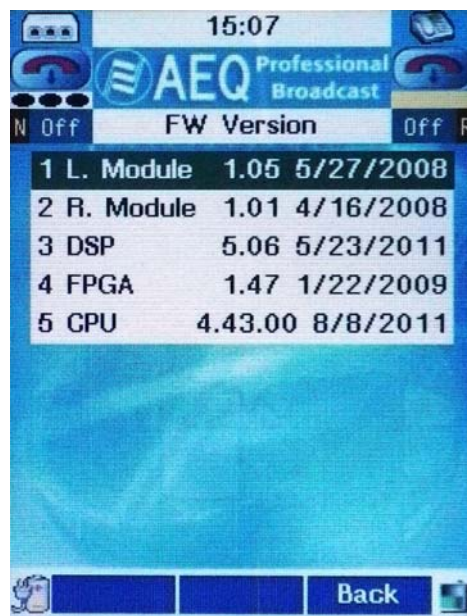 15:07
AEQ Professional Broadcast
N Off FW Version Off R
1 L. Module 1.05 5/27/2008
2 R. Module 1.01 4/16/2008
3 DSP 5.06 5/23/2011
4 FPGA 1.47 1/22/2009
5 CPU 4.43.00 8/8/2011
Back